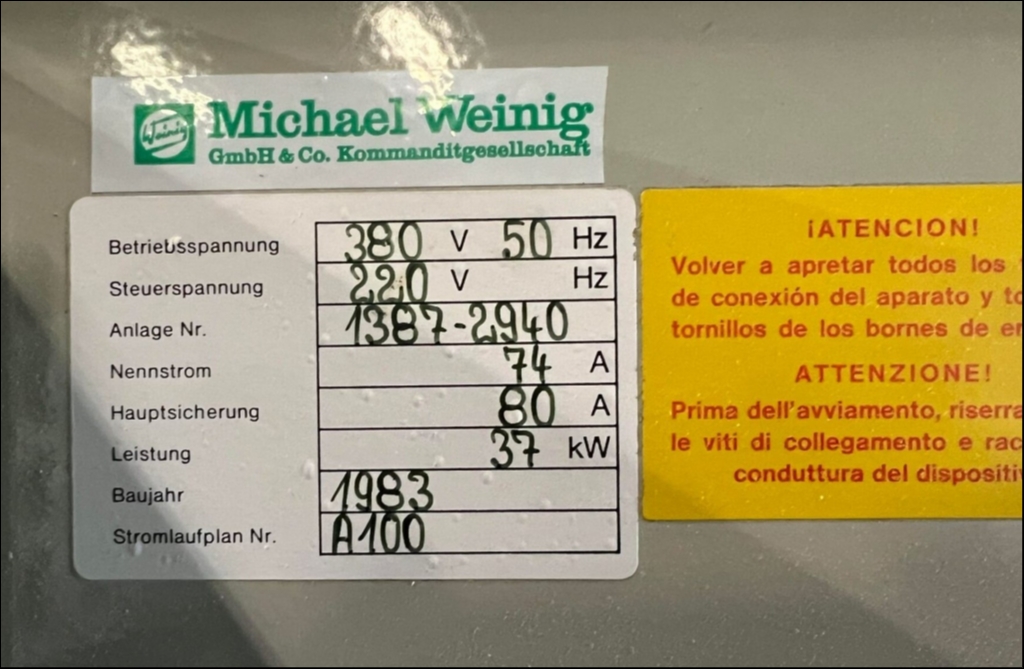 Weinig
Michael Weinig
GmbH & Co. Kommanditgesellschaft
Betriebsspannung 380 V 50 Hz
Steuerspannung 220 V Hz
Anlage Nr. 1387-2940
Nennstrom 74 A
Hauptsicherung 80 A
Leistung 37 kW
Baujahr 1983
Stromlaufplan Nr. A100
¡ATENCION!
Volver a apretar todos los
de conexión del aparato y
tornillos de los bornes de
ATTENZIONE!
Prima dell'avviamento,
le viti di collegamento e
conduttura del